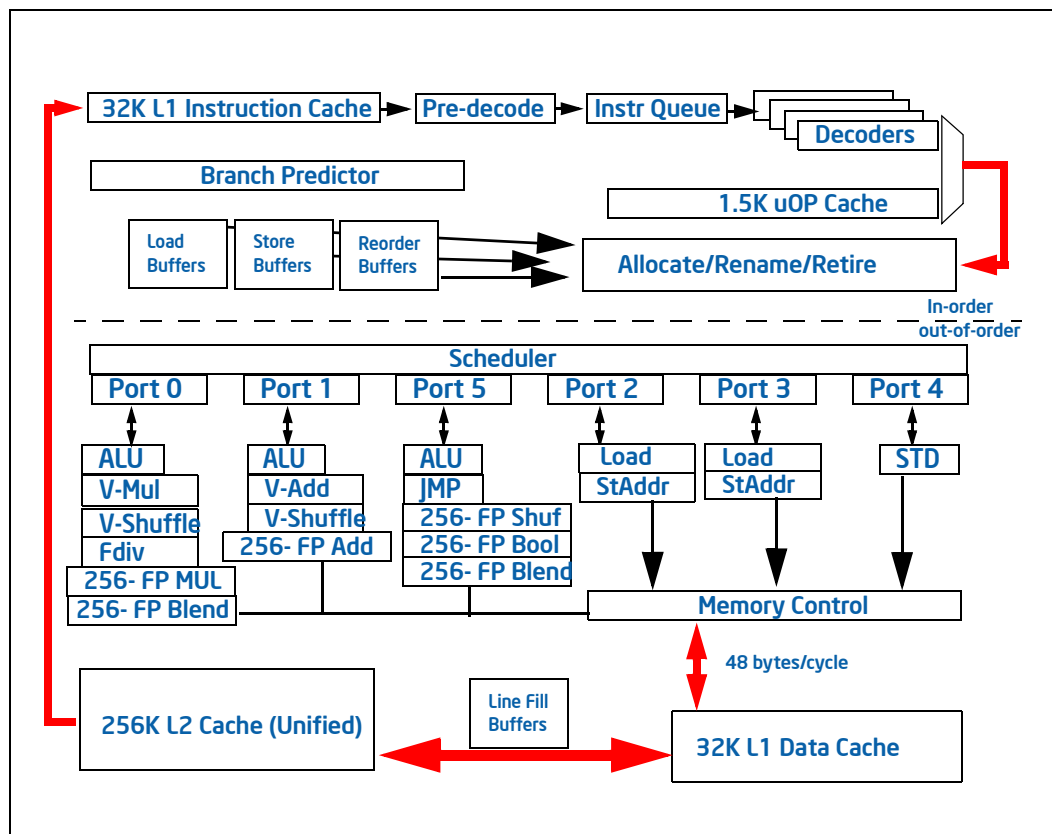 32K L1 Instruction Cache
Pre-decode
Instr Queue
Decoders
Branch Predictor
1.5K uOP Cache
Load
Buffers
Store
Buffers
Reorder
Buffers
Allocate/Rename/Retire
In-order
out-of-order
Scheduler
Port 0
Port 1
Port 5
Port 2
Port 3
Port 4
ALU
V-Mul
V-Shuffle
Fdiv
256- FP MUL
256- FP Blend
ALU
V-Add
V-Shuffle
256- FP Add
ALU
JMP
256- FP Shuf
256- FP Bool
256- FP Blend
Load
StAddr
Load
StAddr
STD
Memory Control
48 bytes/cycle
256K L2 Cache (Unified)
Line Fill
Buffers
32K L1 Data Cache